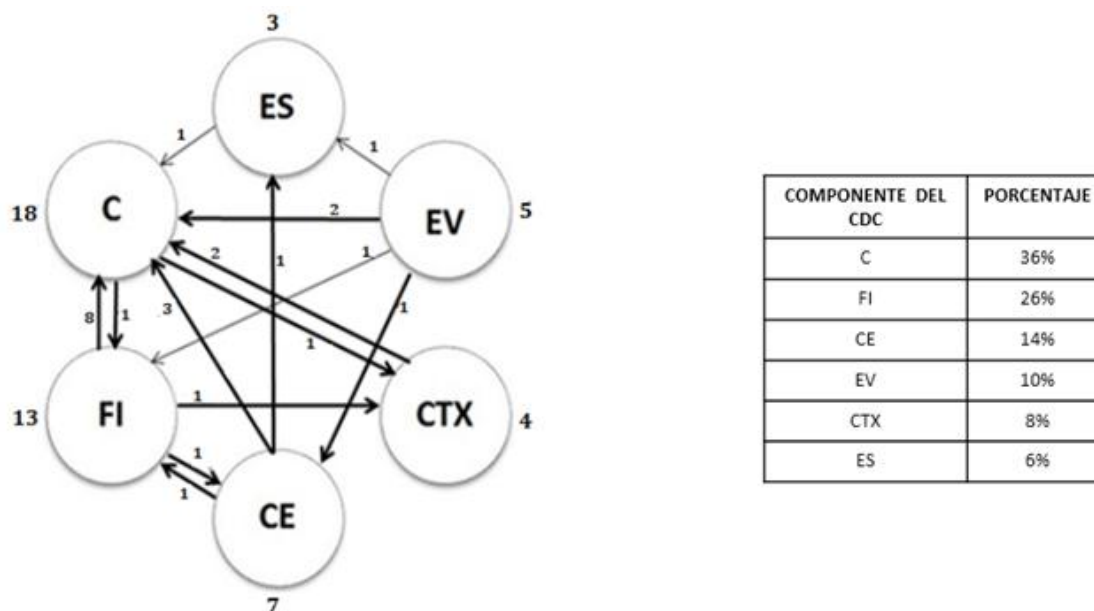 3
ES
1
1
C
18
EV
5
2
1
2
1
3
1
8
1
1
FI
13
1
CTX
4
1
1
CE
7
COMPONENTE DEL CDC
PORCENTAJE
C 36%
FI 26%
CE 14%
EV 10%
CTX 8%
ES 6%